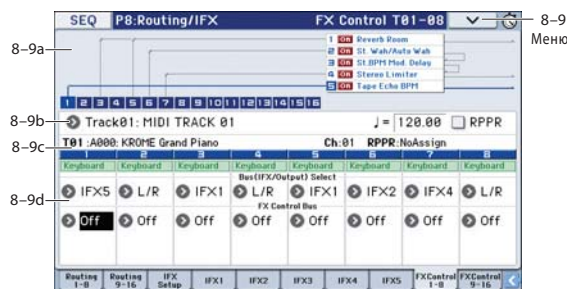 SEQ P8:Routing/IFX FX Control T01-08
8–9
Меню
8–9a
1 On Reverb Room
2 On St. Wah/Auto Wah
3 On St.BPM Mod. Delay
4 On Stereo Limiter
5 On Tape Echo BPM
1 2 3 4 5 6 7 8 9 10 11 12 13 14 15 16
8–9b
Track01: MIDI TRACK 01 ♩= 120.00 RPPR
8–9c
T01 :A000: KROME Grand Piano Ch:01 RPPR:NoAssign
1 2 3 4 5 6 7 8
Keyboard Keyboard Keyboard Keyboard Keyboard Keyboard Keyboard Keyboard
Bus(IFX/Output) Select
8–9d
IFX5 L/R IFX1 L/R IFX1 IFX2 IFX4 L/R
FX Control Bus
Off Off Off Off Off Off Off Off
Routing 1-8 Routing 9-16 IFX Setup IFX1 IFX2 IFX3 IFX4 IFX5 FXControl 1-8 FXControl 9-16